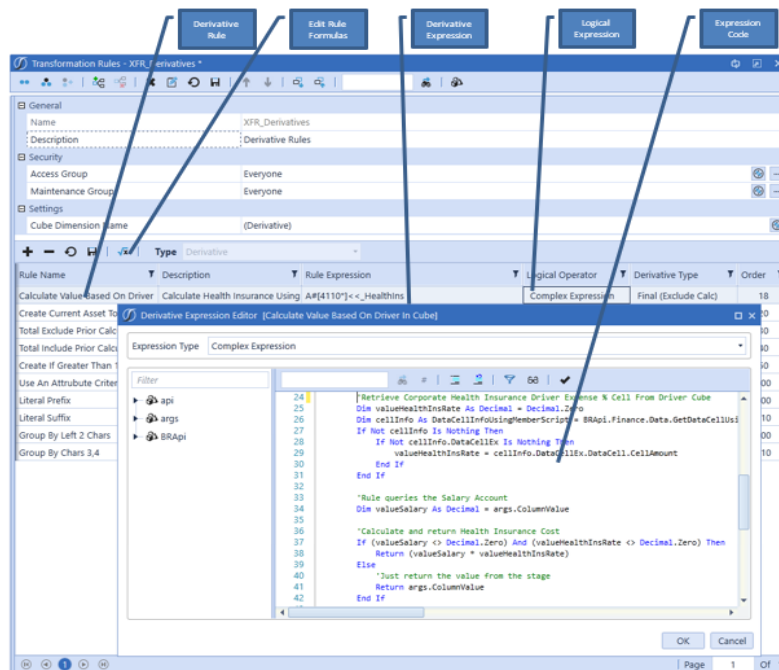 Derivative Rule
Edit Rule Formulas
Derivative Expression
Logical Expression
Expression Code
Transformation Rules - XFR_Derivatives *
General
Name XFR_Derivatives
Description Derivative Rules
Security
Access Group Everyone
Maintenance Group Everyone
Settings
Cube Dimension Name (Derivative)
Type Derivative
Rule Name Description Rule Expression Logical Operator Derivative Type Order
Calculate Value Based On Driver Calculate Health Insurance Using A#[4110*]<<_HealthIns Complex Expression Final (Exclude Calc) 18
Create Current Asset To
Total Exclude Prior Calc
Total Include Prior Calcu
Create If Greater Than
Use An Attrubute Criter
Literal Prefix
Literal Suffix
Group By Left 2 Chars
Group By Chars 3,4
Derivative Expression Editor (Calculate Value Based On Driver In Cube)
Expression Type Complex Expression
Filter
api
args
BRApi
24 'Retrieve Corporate Health Insurance Driver Expense % Cell From Driver Cube
25 Dim valueHealthInsRate As Decimal = Decimal.Zero
26 Dim cellInfo As DataCellInfoUsingMemberScript = BRApi.Finance.Data.GetDataCellUsi
27 If Not cellInfo Is Nothing Then
28 If Not cellInfo.DataCellEx Is Nothing Then
29 valueHealthInsRate = cellInfo.DataCellEx.DataCell.CellAmount
30 End If
31 End If
32
33 'Rule queries the Salary Account
34 Dim valueSalary As Decimal = args.ColumnValue
35
36 'Calculate and return Health Insurance Cost
37 If (valueSalary <> Decimal.Zero) And (valueHealthInsRate <> Decimal.Zero) Then
38 Return (valueSalary * valueHealthInsRate)
39 Else
40 'Just return the value from the stage
41 Return args.ColumnValue
42 End If
OK Cancel
Page 1 Of